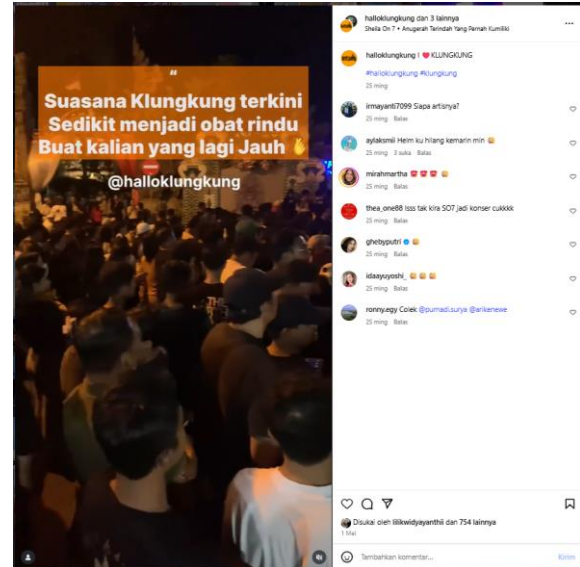 Suasana Klungkung terkini
Sedikit menjadi obat rindu
Buat kalian yang lagi Jauh
@halloklungkung
halloklungkung dan 3 lainnya
Sheila On 7 • Anugerah Terindah Yang Pernah Kumiliki
halloklungkung I ❤️ KLUNGKUNG
#halloklungkung #klungkung
25 ming
irmayanti7099 Siapa artisnya?
25 ming Balas
aylaksmii Helm ku hilang kemarin min
25 ming 3 suka Balas
mirahmartha
25 ming Balas
thea_one88 Isss tak kira SO7 jadi konser cukkkk
25 ming Balas
ghebyputri
25 ming Balas
idaayuyoshi_
25 ming Balas
ronny.egy Colek @purnadi.surya @arikenewe
25 ming Balas
Disukai oleh lilikwidyayanthii dan 754 lainnya
1 Mei
Tambahkan komentar...
Kirim